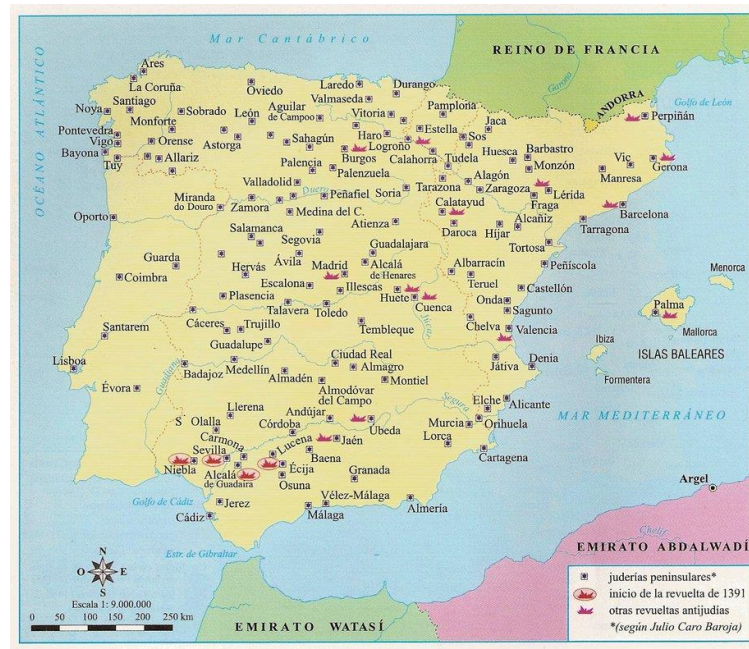 Mar Cantábrico
OCÉANO ATLÁNTICO
REINO DE FRANCIA
Garona
ANDORRA
Golfo de León
Ares
La Coruña
Santiago
Noya
Sobrado
Monforte
Pontevedra
Vigo
Bayona
Tuy
Orense
Allariz
Oviedo
León
Astorga
Aguilar
de Campoo
Sahagún
Laredo
Valmaseda
Durango
Vitoria
Haro
Logroño
Burgos
Palencia
Palenzuela
Pamplona
Estella
Sos
Jaca
Calahorra
Tudela
Huesca
Barbastro
Monzón
Perpiñán
Vic
Gerona
Manresa
Barcelona
Tarragona
Lérida
Fraga
Alagón
Zaragoza
Tarazona
Soria
Calatayud
Daroca
Híjar
Alcañiz
Tortosa
Valladolid
Duero
Peñafiel
Miranda
do Douro
Zamora
Medina del C.
Oporto
Salamanca
Segovia
Atienza
Guadalajara
Guarda
Coimbra
Hervás
Ávila
Madrid
Alcalá
de Henares
Albarracín
Teruel
Peñíscola
Escalona
Illescas
Huete
Cuenca
Castellón
Onda
Sagunto
Plasencia
Talavera
Toledo
Tembleque
Júcar
Chelva
Valencia
Menorca
Palma
Mallorca
Ibiza
Formentera
ISLAS BALEARES
Santarem
Lisboa
Évora
Cáceres
Trujillo
Guadalupe
Guadiana
Badajoz
Medellín
Ciudad Real
Almagro
Almadén
Almodóvar
del Campo
Montiel
Játiva
Denia
Segura
Elche
Alicante
Orihuela
Murcia
Lorca
Cartagena
MAR MEDITERRÁNEO
Llerena
S Olalla
Carmona
Sevilla
Niebla
Alcalá
de Guadaira
Córdoba
Andújar
Úbeda
Jaén
Lucena
Baena
Écija
Osuna
Granada
Golfo de Cádiz
Jerez
Cádiz
Vélez-Málaga
Málaga
Almería
Estr. de Gibraltar
Argel
Chelif
EMIRATO ABDALWADÍ
EMIRATO WATASÍ
N
O E
S
Escala 1: 9.000.000
0 50 100 150 200 250 km
juderías peninsulares*
inicio de la revuelta de 1391
otras revueltas antijudías
*(según Julio Caro Baroja)